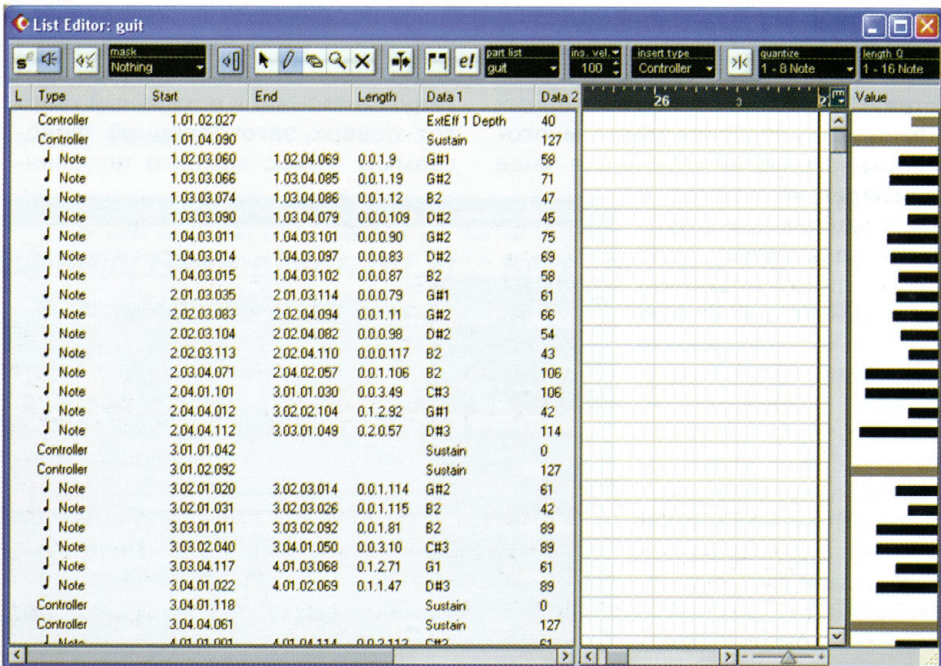 List Editor: guit
mask
Nothing
part list
guit
ins. vel.
100
insert type
Controller
quantize
1 - 8 Note
length Q
1 - 16 Note
L Type Start End Length Data 1 Data 2 26 3 Value
Controller 1.01.02.027 ExtEff 1 Depth 40
Controller 1.01.04.090 Sustain 127
Note 1.02.03.060 1.02.04.069 0.0.1.9 G#1 58
Note 1.03.03.066 1.03.04.085 0.0.1.19 G#2 71
Note 1.03.03.074 1.03.04.086 0.0.1.12 B2 47
Note 1.03.03.090 1.03.04.079 0.0.0.109 D#2 45
Note 1.04.03.011 1.04.03.101 0.0.0.90 G#2 75
Note 1.04.03.014 1.04.03.097 0.0.0.83 D#2 69
Note 1.04.03.015 1.04.03.102 0.0.0.87 B2 58
Note 2.01.03.035 2.01.03.114 0.0.0.79 G#1 61
Note 2.02.03.083 2.02.04.094 0.0.1.11 G#2 66
Note 2.02.03.104 2.02.04.082 0.0.0.98 D#2 54
Note 2.02.03.113 2.02.04.110 0.0.0.117 B2 43
Note 2.03.04.071 2.04.02.057 0.0.1.106 B2 106
Note 2.04.01.101 3.01.01.030 0.0.3.49 C#3 106
Note 2.04.04.012 3.02.02.104 0.1.2.92 G#1 42
Note 2.04.04.112 3.03.01.049 0.2.0.57 D#3 114
Controller 3.01.01.042 Sustain 0
Controller 3.01.02.092 Sustain 127
Note 3.02.01.020 3.02.03.014 0.0.1.114 G#2 61
Note 3.02.01.031 3.02.03.026 0.0.1.115 B2 42
Note 3.03.01.011 3.03.02.092 0.0.1.81 B2 89
Note 3.03.02.040 3.04.01.050 0.0.3.10 C#3 89
Note 3.03.04.117 4.01.03.068 0.1.2.71 G1 61
Note 3.04.01.022 4.01.02.069 0.1.1.47 D#3 89
Controller 3.04.01.118 Sustain 0
Controller 3.04.04.061 Sustain 127
Note 4.01.01.001 4.01.04.114